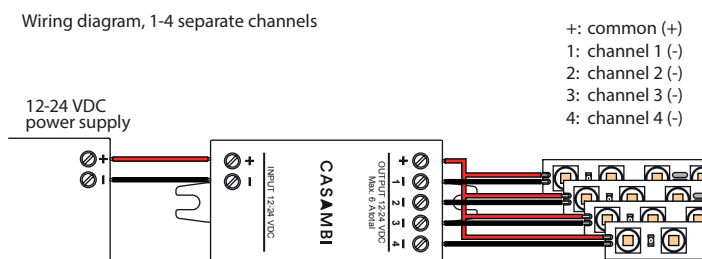 Wiring diagram, 1-4 separate channels
+: common (+)
1: channel 1 (-)
2: channel 2 (-)
3: channel 3 (-)
4: channel 4 (-)
12-24 VDC
power supply
+
-
+
-
INPUT 12-24 VDC
CASAMBI
OUTPUT 12-24 VDC
Max. 6 A total
+
1 -
2 -
3 -
4 -